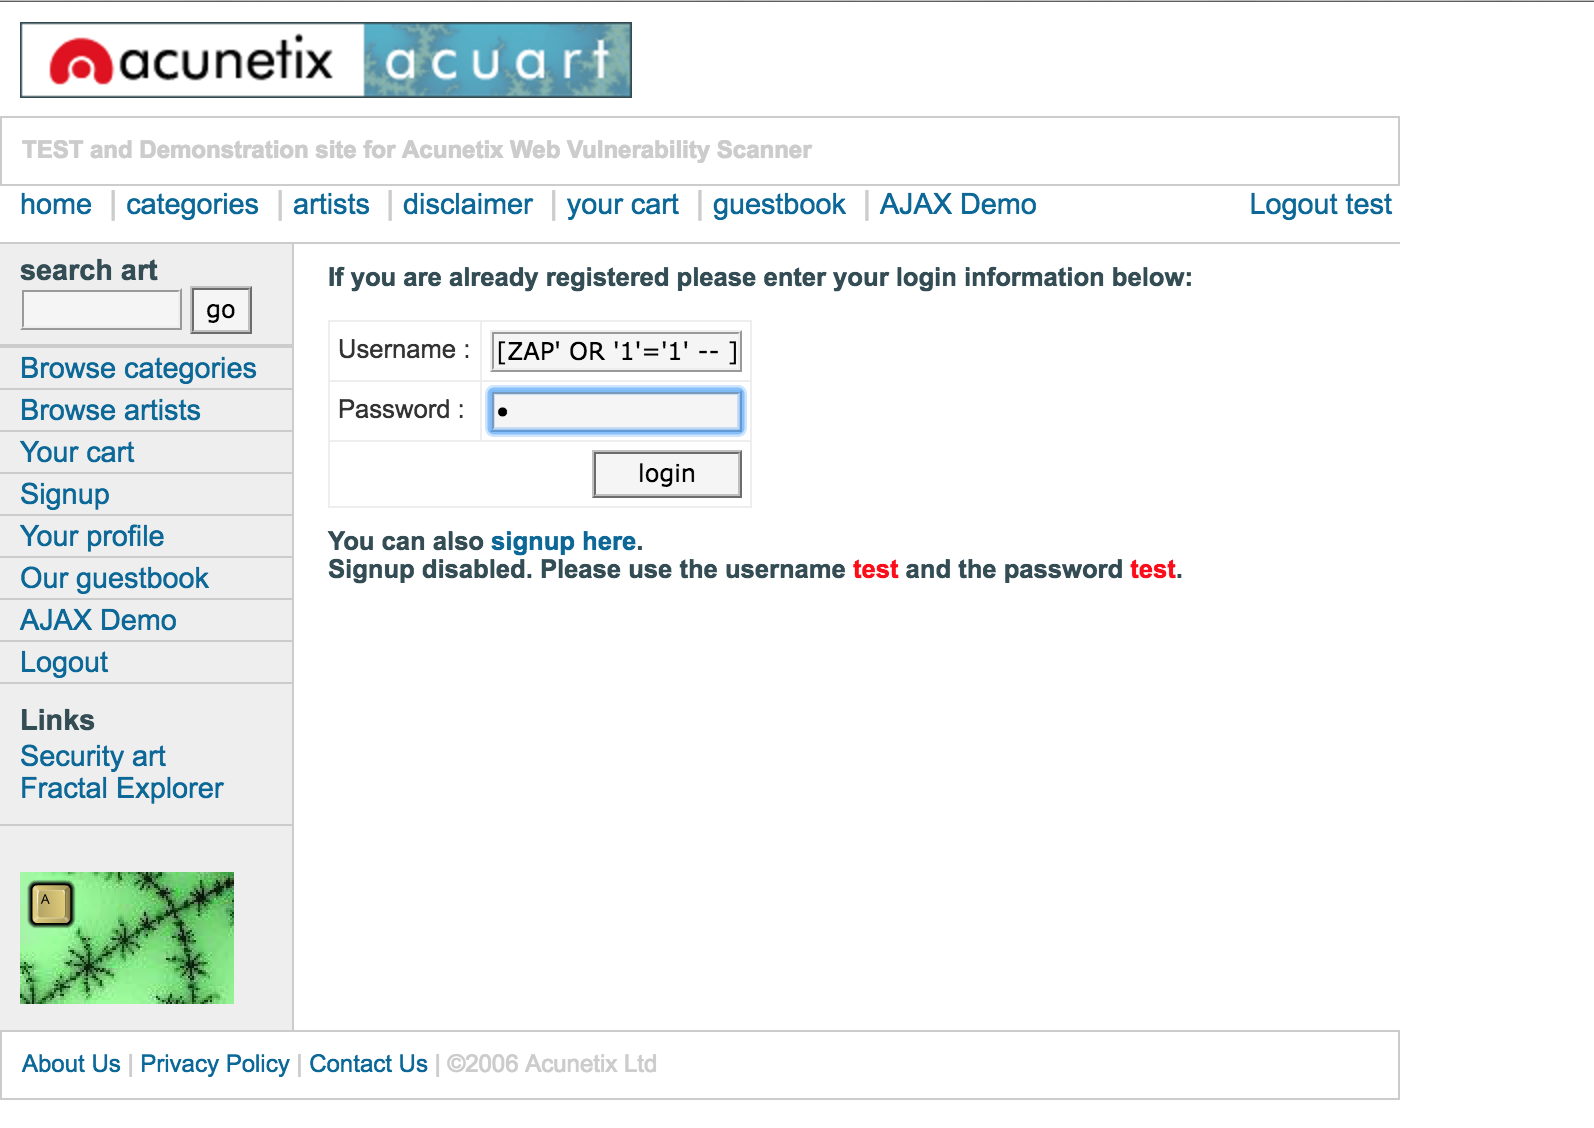 acunetix acuart
TEST and Demonstration site for Acunetix Web Vulnerability Scanner
home | categories | artists | disclaimer | your cart | guestbook | AJAX Demo Logout test
search art
go
Browse categories
Browse artists
Your cart
Signup
Your profile
Our guestbook
AJAX Demo
Logout
Links
Security art
Fractal Explorer
A
If you are already registered please enter your login information below:
Username : [ZAP' OR '1'='1' -- ]
Password : •
login
You can also signup here.
Signup disabled. Please use the username test and the password test.
About Us | Privacy Policy | Contact Us | ©2006 Acunetix Ltd